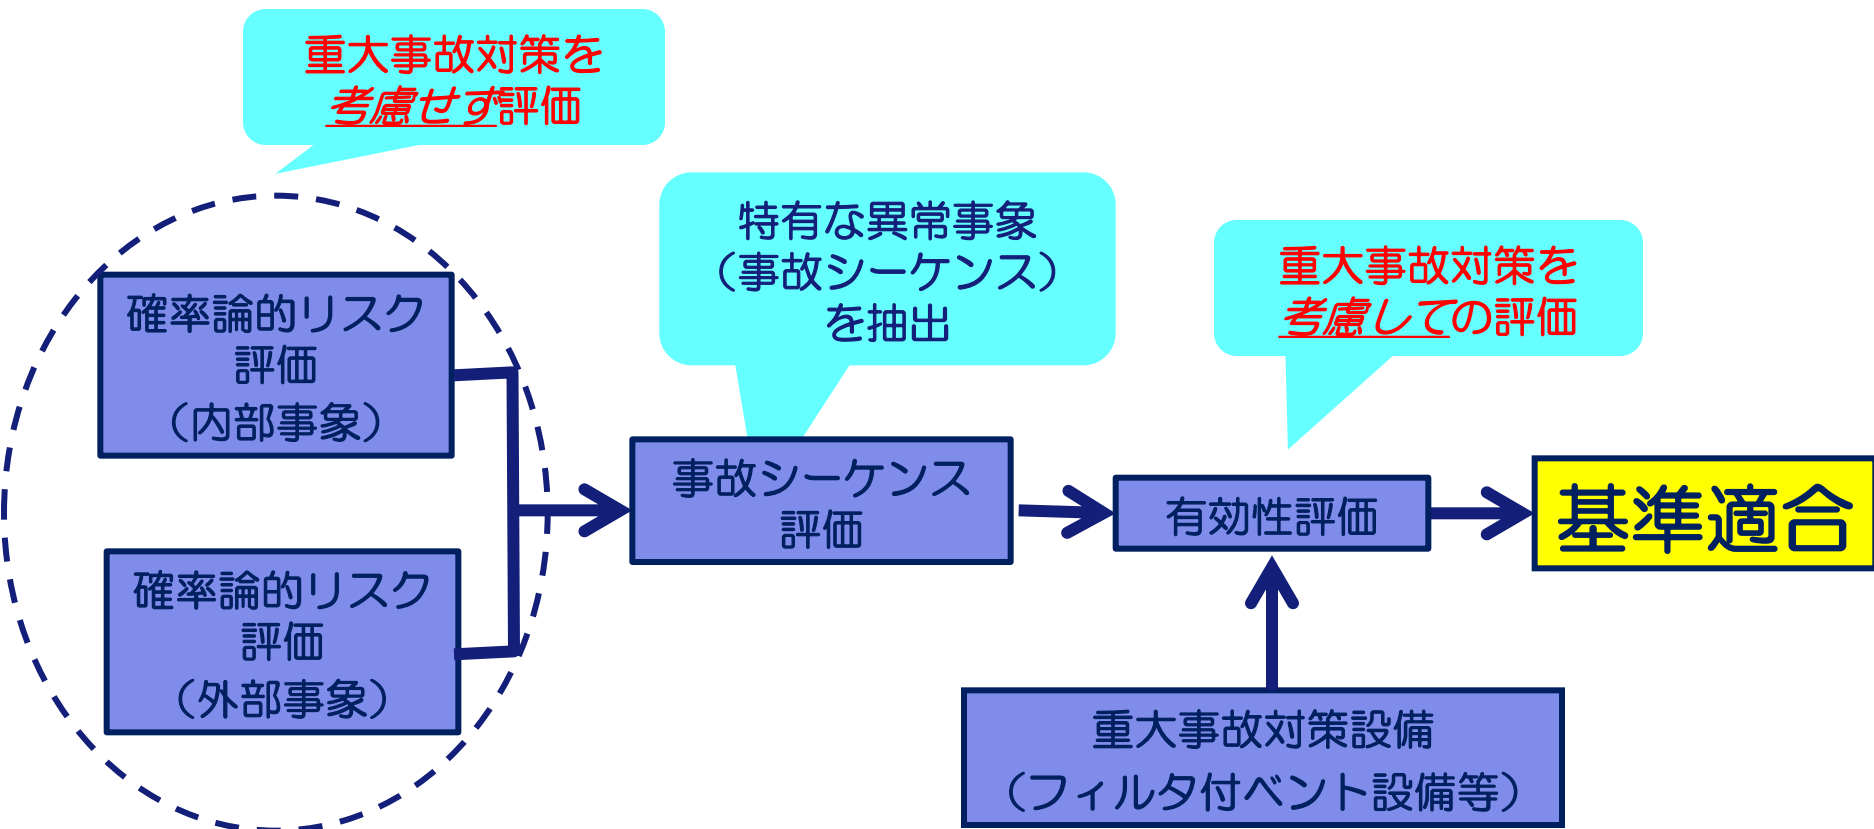 重大事故対策を
考慮せず評価
特有な異常事象
（事故シーケンス）
を抽出
重大事故対策を
考慮しての評価
確率論的リスク
評価
（内部事象）
事故シーケンス
評価
有効性評価
基準適合
確率論的リスク
評価
（外部事象）
重大事故対策設備
（フィルタ付ベント設備等）